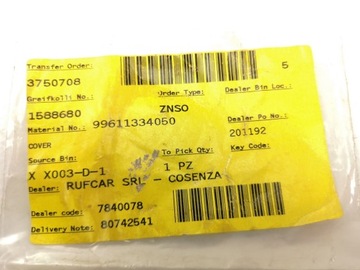 Transfer Order: 5
3750708
Greifkolli No.: Order Type: Dealer Bin Loc.:
1588680 ZNSO
Material No.: 99611334050 Dealer Po No.:
COVER 201192
Source Bin: To Pick Qty: Key Code:
X X003-D-1 1 PZ
Dealer: RUFCAR SRL - COSENZA
Dealer code: 7840078
Delivery Note: 80742541